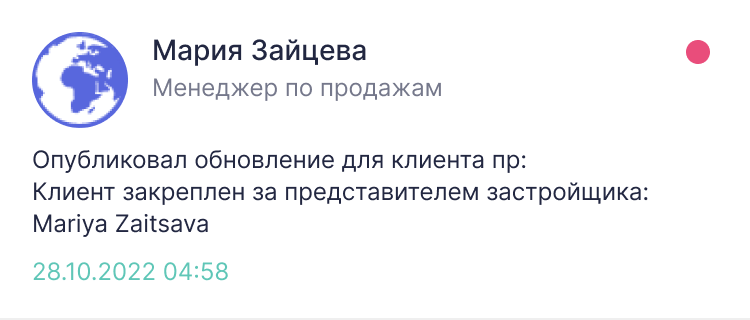 Мария Зайцева
Менеджер по продажам
Опубликовал обновление для клиента пр:
Клиент закреплен за представителем застройщика:
Mariya Zaitsava
28.10.2022 04:58